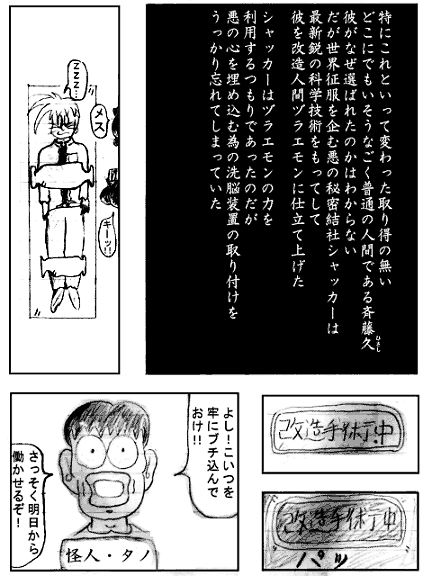 特にこれといって変わった取り得の無い
どこにでもいそうなごく普通の人間である斉藤久
ひさし
彼がなぜ選ばれたのかはわからない
だが世界征服を企む悪の秘密結社シャッカーは
最新鋭の科学技術をもってして
彼を改造人間ヅラエモンに仕立て上げた
シャッカーはヅラエモンの力を
利用するつもりであったのだが
悪の心を埋め込む為の洗脳装置の取り付けを
うっかり忘れてしまっていた
ZZZ…
メス
キーッ!!
改造手術中
改造手術中
パッ
よし!こいつを
牢にブチ込んで
おけ!!
さっそく明日から
働かせるぞ!
怪人・タノ